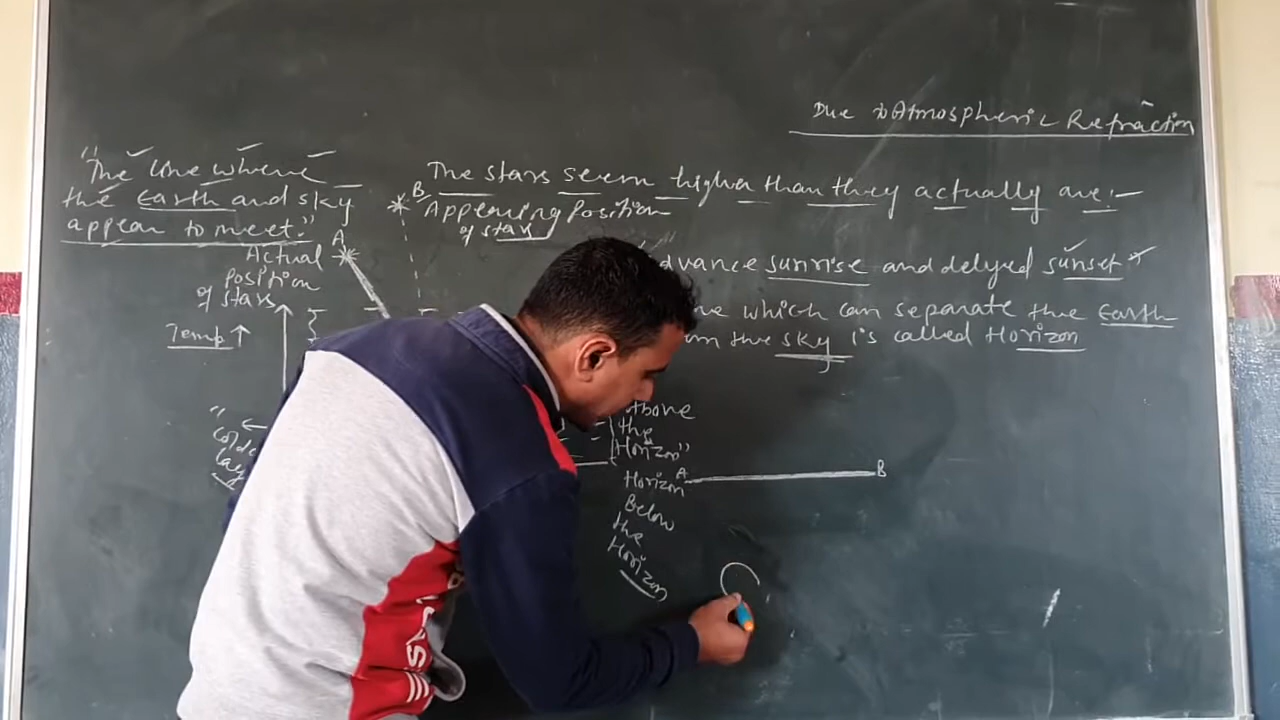 Due to Atmospheric Refraction
"The line where
the Earth and sky
appear to meet."
The stars seem higher than they actually are:-
B
Appearing Position
of stars
A
Actual
Position
of stars
Temp ↑
dvance sunrise and delyed sunset"
which can separate the Earth
the sky is called Horizon
"
Above
the
Horizon"
Horizon
A
B
Below
the
Horizon